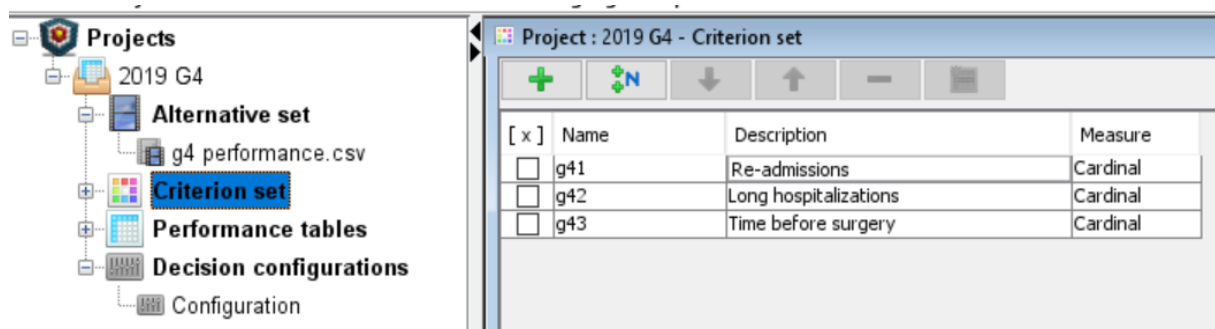 Projects
2019 G4
Alternative set
g4 performance.csv
Criterion set
Performance tables
Decision configurations
Configuration
Project : 2019 G4 - Criterion set
N
[ x ] Name Description Measure
g41 Re-admissions Cardinal
g42 Long hospitalizations Cardinal
g43 Time before surgery Cardinal